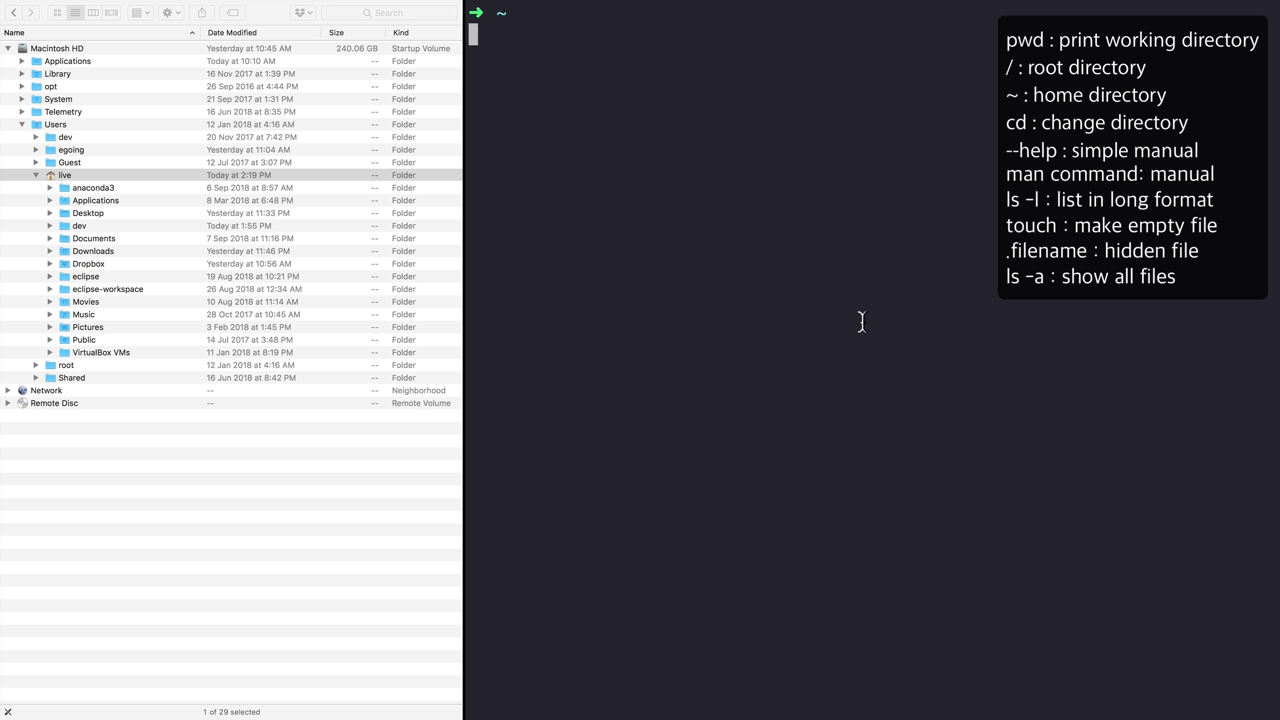 Search
Name Date Modified Size Kind
Macintosh HD Yesterday at 10:45 AM 240.06 GB Startup Volume
Applications Today at 10:10 AM -- Folder
Library 16 Nov 2017 at 1:39 PM -- Folder
opt 26 Sep 2016 at 4:44 PM -- Folder
System 21 Sep 2017 at 1:31 PM -- Folder
Telemetry 16 Jun 2018 at 8:35 PM -- Folder
Users 12 Jan 2018 at 4:16 AM -- Folder
dev 20 Nov 2017 at 7:42 PM -- Folder
egoing Yesterday at 11:04 AM -- Folder
Guest 12 Jul 2017 at 3:07 PM -- Folder
live Today at 2:19 PM -- Folder
anaconda3 6 Sep 2018 at 8:57 AM -- Folder
Applications 8 Mar 2018 at 6:48 PM -- Folder
Desktop Yesterday at 11:33 PM -- Folder
dev Today at 1:55 PM -- Folder
Documents 7 Sep 2018 at 11:16 PM -- Folder
Downloads Yesterday at 11:46 PM -- Folder
Dropbox Yesterday at 10:56 AM -- Folder
eclipse 19 Aug 2018 at 10:21 PM -- Folder
eclipse-workspace 26 Aug 2018 at 12:34 AM -- Folder
Movies 10 Aug 2018 at 11:14 AM -- Folder
Music 28 Oct 2017 at 10:45 AM -- Folder
Pictures 3 Feb 2018 at 1:45 PM -- Folder
Public 14 Jul 2017 at 3:48 PM -- Folder
VirtualBox VMs 11 Jan 2018 at 8:19 PM -- Folder
root 12 Jan 2018 at 4:16 AM -- Folder
Shared 16 Jun 2018 at 8:42 PM -- Folder
Network -- -- Neighborhood
Remote Disc -- -- Remote Volume
1 of 29 selected
➜ ~
pwd : print working directory
/ : root directory
~ : home directory
cd : change directory
--help : simple manual
man command: manual
ls -l : list in long format
touch : make empty file
.filename : hidden file
ls -a : show all files